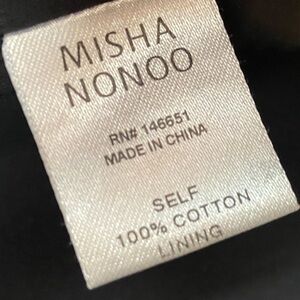 MISHA
NONOO
RN# 146651
MADE IN CHINA
SELF
100% COTTON
LINING